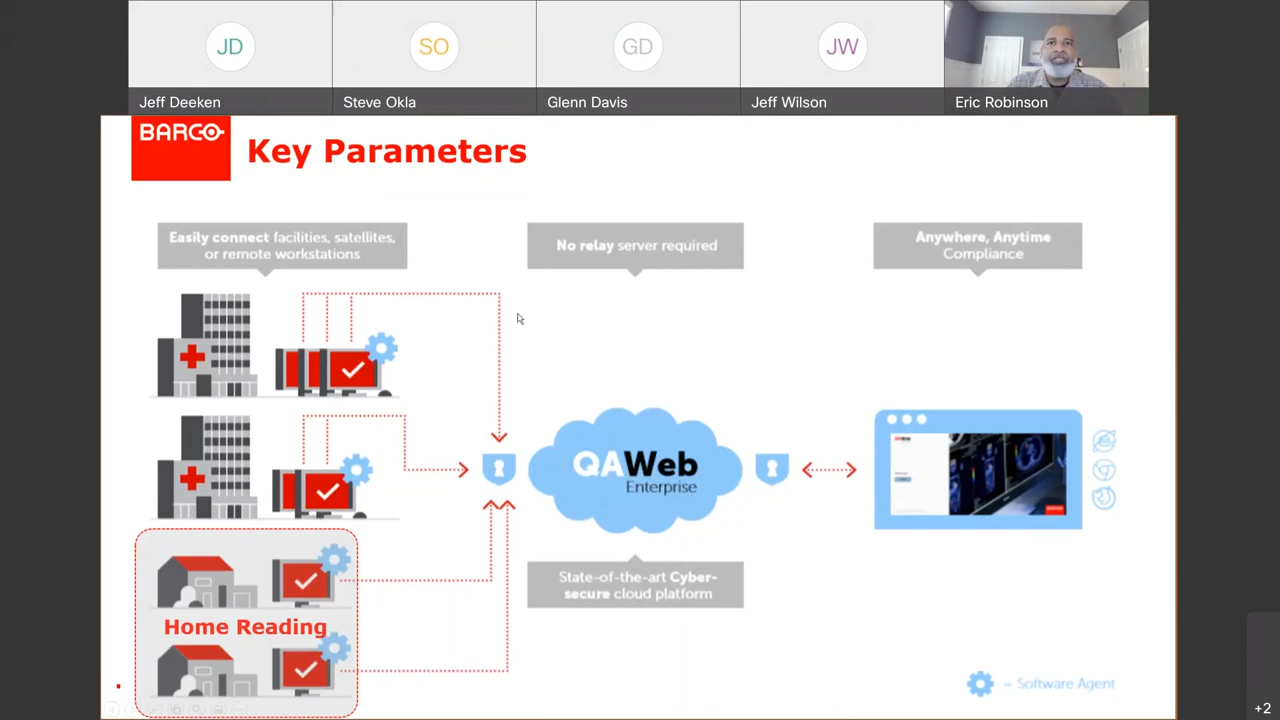 JD
SO
GD
JW
Jeff Deeken
Steve Okla
Glenn Davis
Jeff Wilson
Eric Robinson
BARCO
Key Parameters
Easily connect facilities, satellites,
or remote workstations
No relay server required
Anywhere, Anytime
Compliance
QAWeb
Enterprise
BARCO
State-of-the-art Cyber-
secure cloud platform
Home Reading
= Software Agent
+2